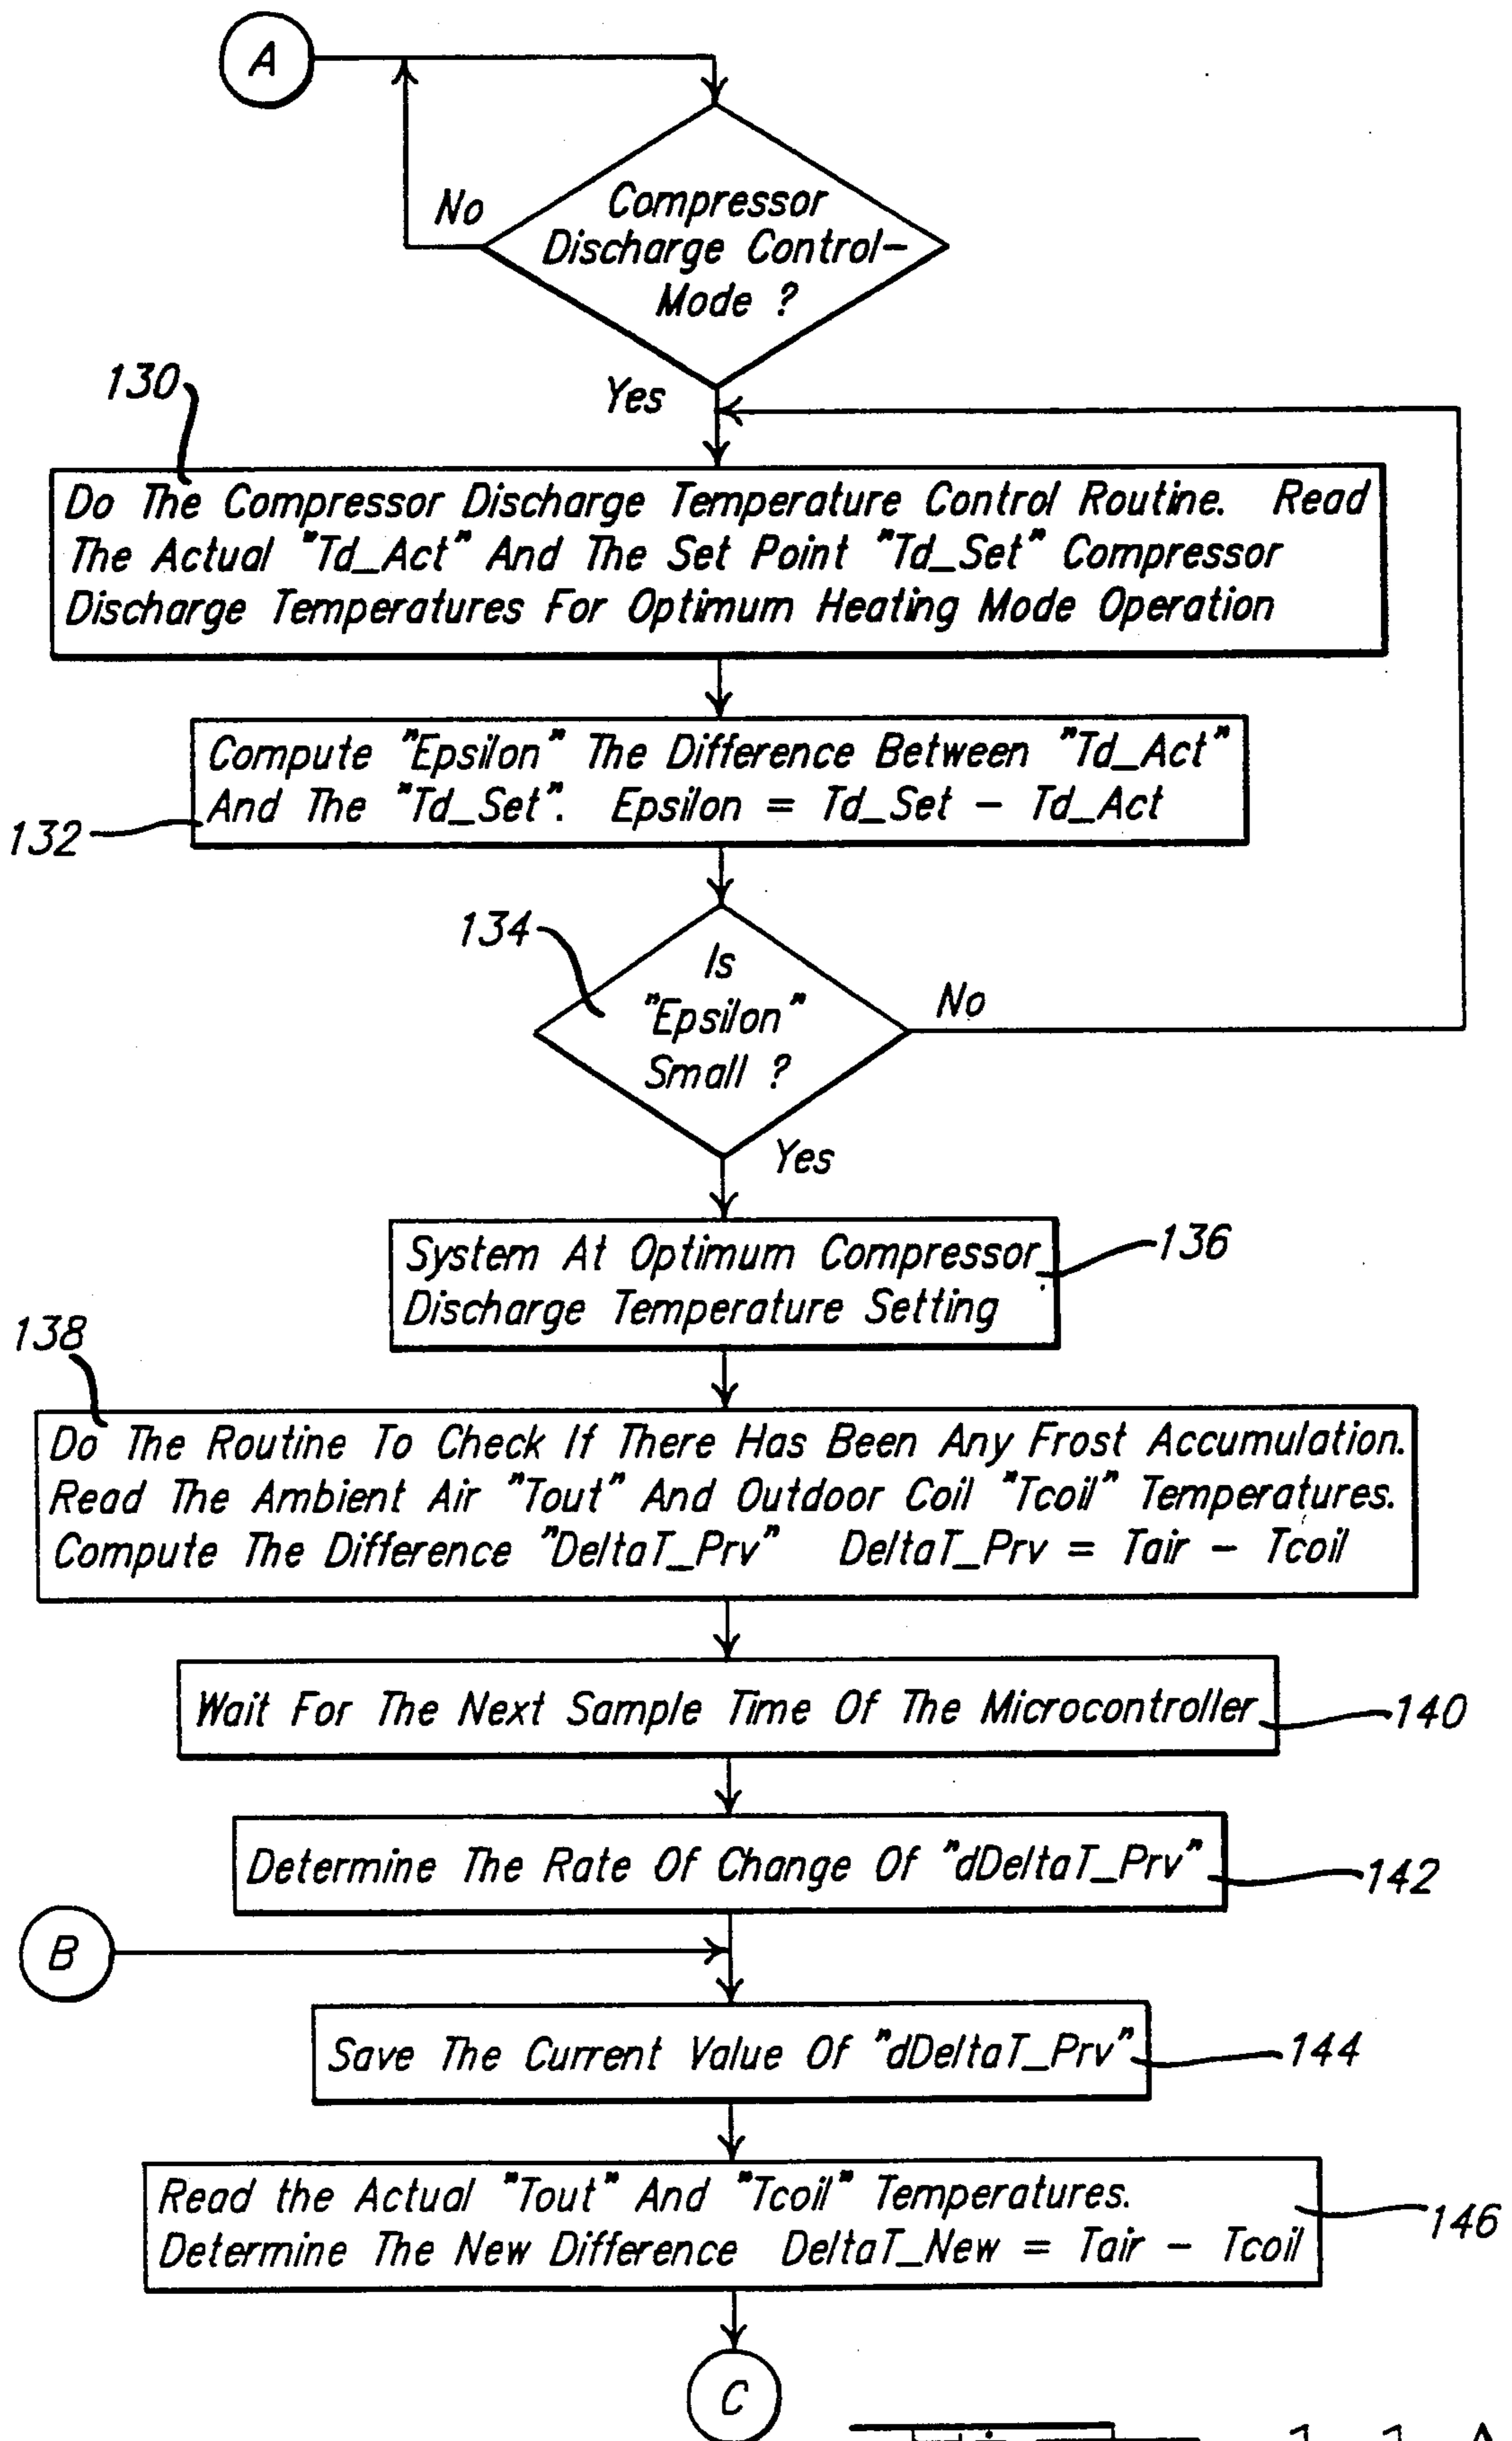 A
Compressor
Discharge Control-
Mode ?
No
Yes
130
Do The Compressor Discharge Temperature Control Routine. Read
The Actual "Td_Act" And The Set Point "Td_Set" Compressor
Discharge Temperatures For Optimum Heating Mode Operation
Compute "Epsilon" The Difference Between "Td_Act"
And The "Td_Set". Epsilon = Td_Set - Td_Act
132
134
Is
"Epsilon"
Small ?
No
Yes
System At Optimum Compressor
Discharge Temperature Setting
136
138
Do The Routine To Check If There Has Been Any Frost Accumulation.
Read The Ambient Air "Tout" And Outdoor Coil "Tcoil" Temperatures.
Compute The Difference "DeltaT_Prv" DeltaT_Prv = Tair - Tcoil
Wait For The Next Sample Time Of The Microcontroller
140
Determine The Rate Of Change Of "dDeltaT_Prv"
142
B
Save The Current Value Of "dDeltaT_Prv"
144
Read the Actual "Tout" And "Tcoil" Temperatures.
Determine The New Difference DeltaT_New = Tair - Tcoil
146
C